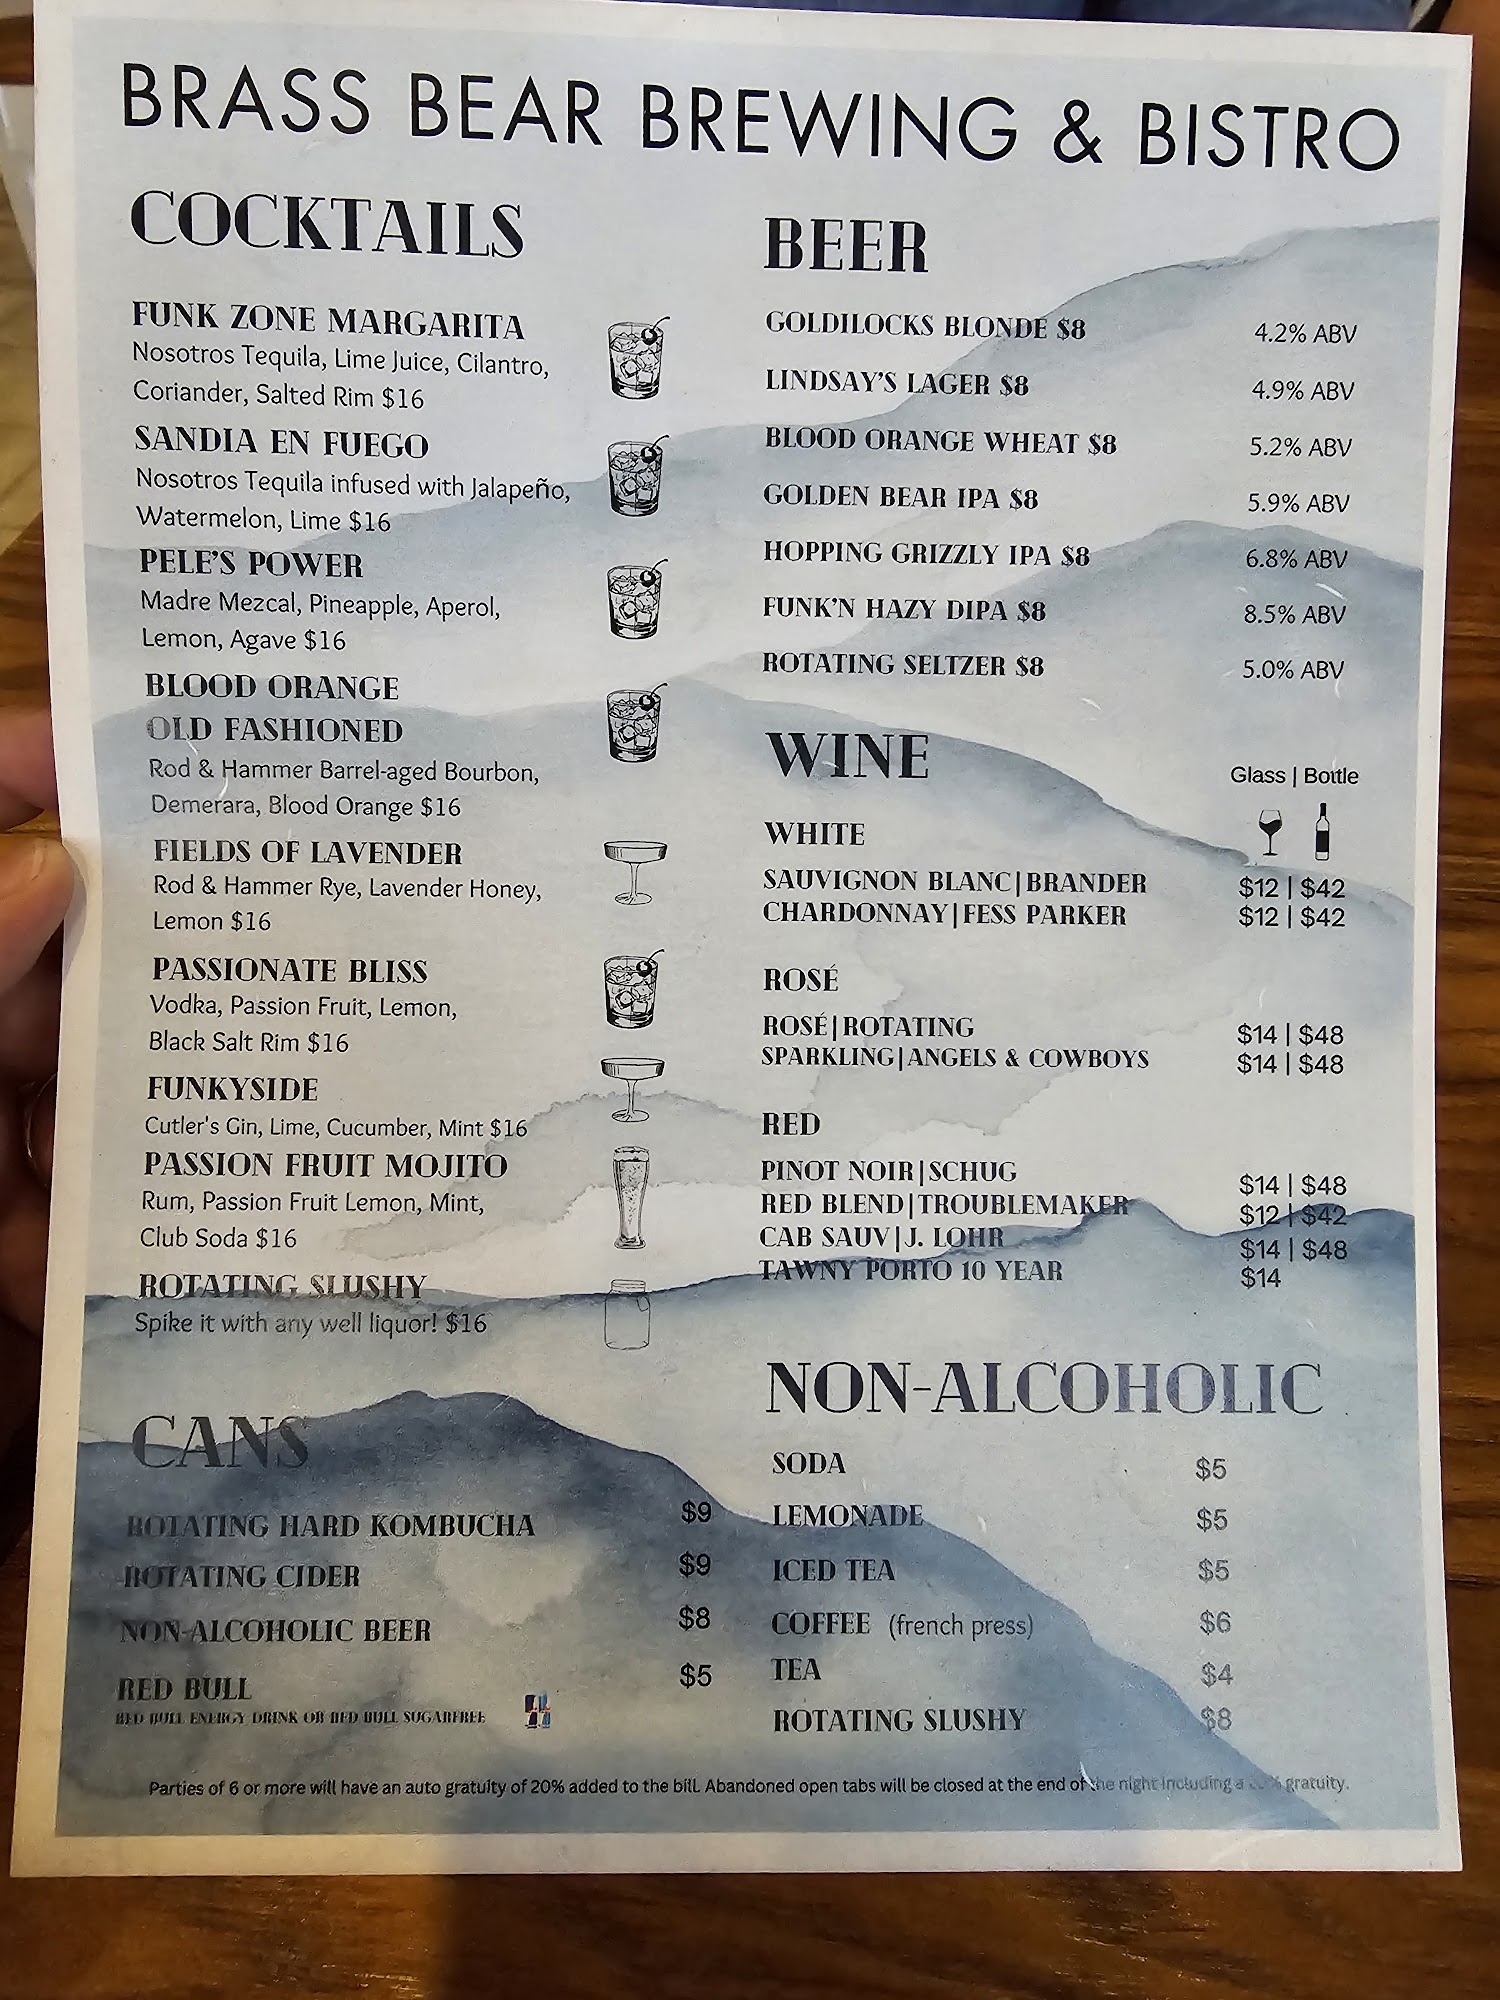 BRASS BEAR BREWING & BISTRO
COCKTAILS
FUNK ZONE MARGARITA
Nosotros Tequila, Lime Juice, Cilantro,
Coriander, Salted Rim $16
SANDIA EN FUEGO
Nosotros Tequila infused with Jalapeño,
Watermelon, Lime $16
PELE'S POWER
Madre Mezcal, Pineapple, Aperol,
Lemon, Agave $16
BLOOD ORANGE
OLD FASHIONED
Rod & Hammer Barrel-aged Bourbon,
Demerara, Blood Orange $16
FIELDS OF LAVENDER
Rod & Hammer Rye, Lavender Honey,
Lemon $16
PASSIONATE BLISS
Vodka, Passion Fruit, Lemon,
Black Salt Rim $16
FUNKYSIDE
Cutler's Gin, Lime, Cucumber, Mint $16
PASSION FRUIT MOJITO
Rum, Passion Fruit Lemon, Mint,
Club Soda $16
ROTATING SLUSHY
Spike it with any well liquor! $16
CANS
ROTATING HARD KOMBUCHA $9
ROTATING CIDER $9
NON-ALCOHOLIC BEER $8
RED BULL $5
RED BULL ENERGY DRINK OR RED BULL SUGARFREE
BEER
GOLDILOCKS BLONDE $8 4.2% ABV
LINDSAY'S LAGER $8 4.9% ABV
BLOOD ORANGE WHEAT $8 5.2% ABV
GOLDEN BEAR IPA $8 5.9% ABV
HOPPING GRIZZLY IPA $8 6.8% ABV
FUNK'N HAZY DIPA $8 8.5% ABV
ROTATING SELTZER $8 5.0% ABV
WINE
Glass | Bottle
WHITE
SAUVIGNON BLANC|BRANDER $12 | $42
CHARDONNAY|FESS PARKER $12 | $42
ROSÉ
ROSÉ|ROTATING $14 | $48
SPARKLING|ANGELS & COWBOYS $14 | $48
RED
PINOT NOIR|SCHUG $14 | $48
RED BLEND|TROUBLEMAKER $12 | $42
CAB SAUV|J. LOHR $14 | $48
TAWNY PORTO 10 YEAR $14
NON-ALCOHOLIC
SODA $5
LEMONADE $5
ICED TEA $5
COFFEE (french press) $6
TEA $4
ROTATING SLUSHY $8
Parties of 6 or more will have an auto gratuity of 20% added to the bill. Abandoned open tabs will be closed at the end of the night including a gratuity.